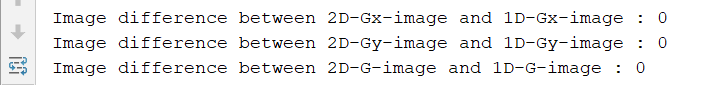 Image difference between 2D-Gx-image and 1D-Gx-image : 0
Image difference between 2D-Gy-image and 1D-Gy-image : 0
Image difference between 2D-G-image and 1D-G-image : 0